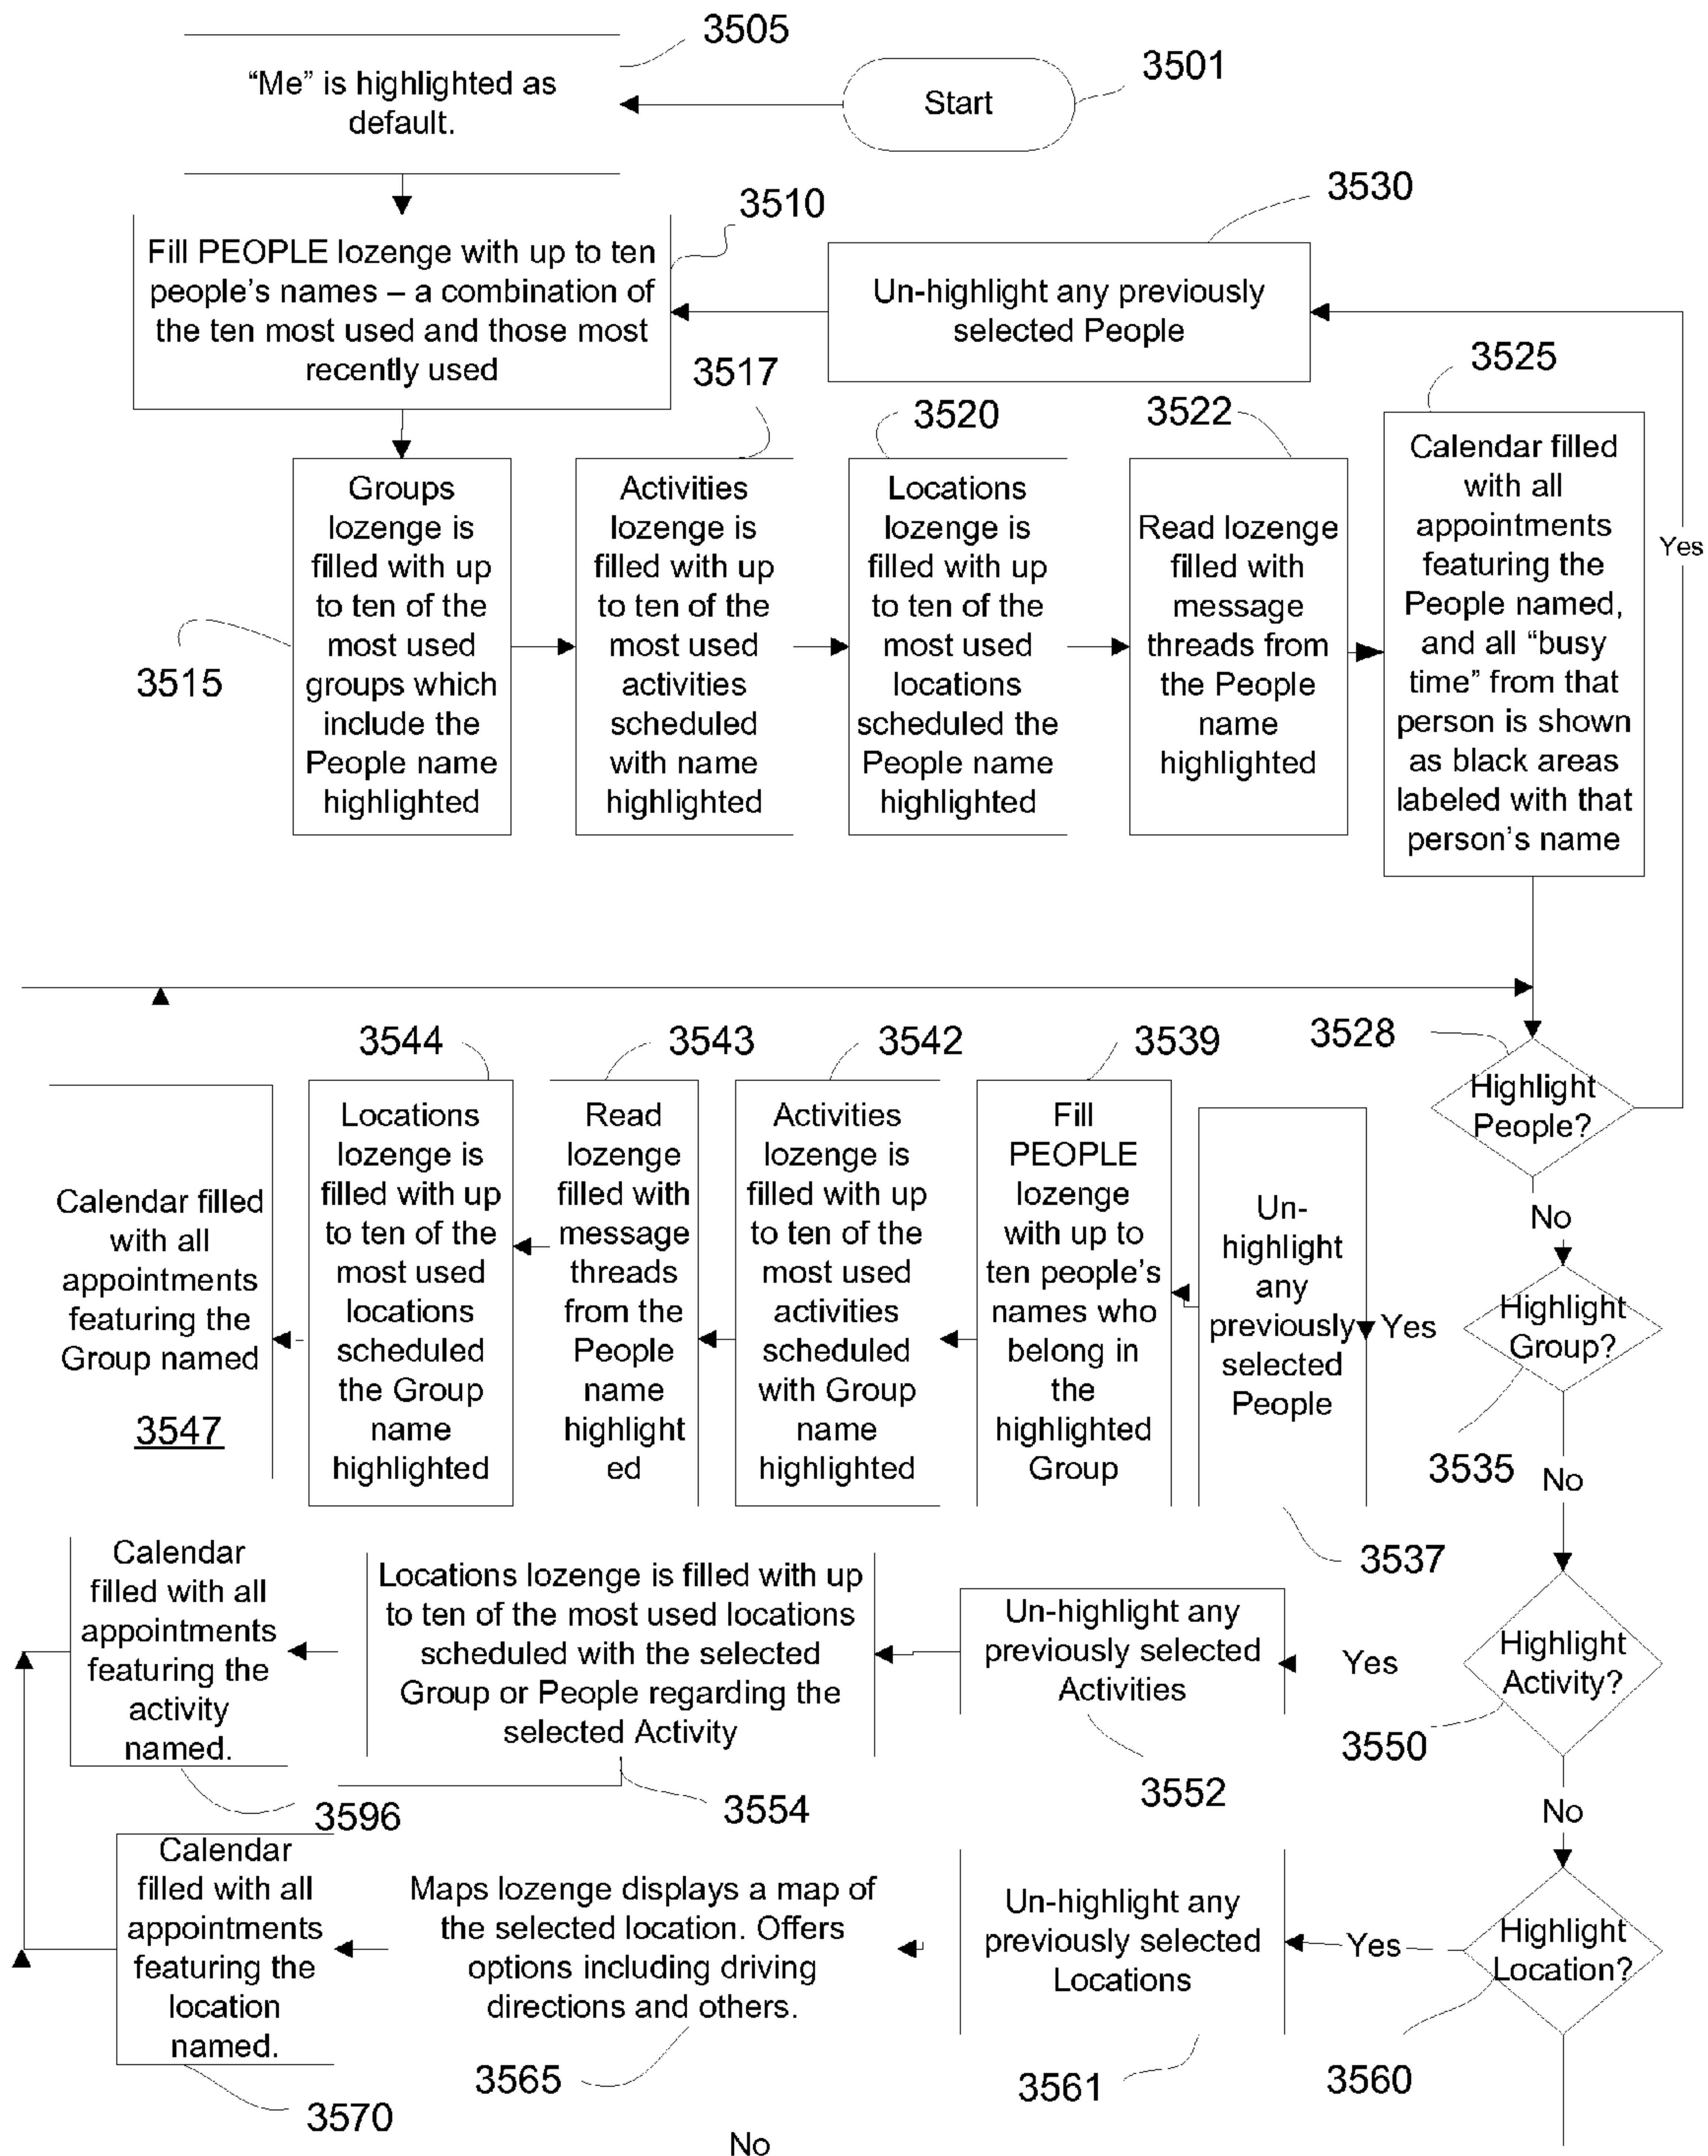 3505
"Me" is highlighted as
default.
Start
3501
3510
Fill PEOPLE lozenge with up to ten
people's names – a combination of
the ten most used and those most
recently used
3530
Un-highlight any previously
selected People
3515
Groups
lozenge is
filled with up
to ten of the
most used
groups which
include the
People name
highlighted
3517
Activities
lozenge is
filled with up
to ten of the
most used
activities
scheduled
with name
highlighted
3520
Locations
lozenge is
filled with up
to ten of the
most used
locations
scheduled the
People name
highlighted
3522
Read lozenge
filled with
message
threads from
the People
name
highlighted
3525
Calendar filled
with all
appointments
featuring the
People named,
and all "busy
time" from that
person is shown
as black areas
labeled with that
person's name
Yes
3528
Highlight
People?
No
Highlight
Group?
3535
Yes
No
3537
Un-
highlight
any
previously
selected
People
3539
Fill
PEOPLE
lozenge
with up to
ten people's
names who
belong in
the
highlighted
Group
3542
Activities
lozenge is
filled with up
to ten of the
most used
activities
scheduled
with Group
name
highlighted
3543
Read
lozenge
filled with
message
threads
from the
People
name
highlight
ed
3544
Locations
lozenge is
filled with up
to ten of the
most used
locations
scheduled
the Group
name
highlighted
Calendar filled
with all
appointments
featuring the
Group named
3547
Highlight
Activity?
3550
Yes
No
Un-highlight any
previously selected
Activities
3552
Locations lozenge is filled with up
to ten of the most used locations
scheduled with the selected
Group or People regarding the
selected Activity
3554
Calendar
filled with all
appointments
featuring the
activity
named.
3596
Highlight
Location?
3560
Yes
Un-highlight any
previously selected
Locations
3561
Maps lozenge displays a map of
the selected location. Offers
options including driving
directions and others.
3565
Calendar
filled with all
appointments
featuring the
location
named.
3570
No